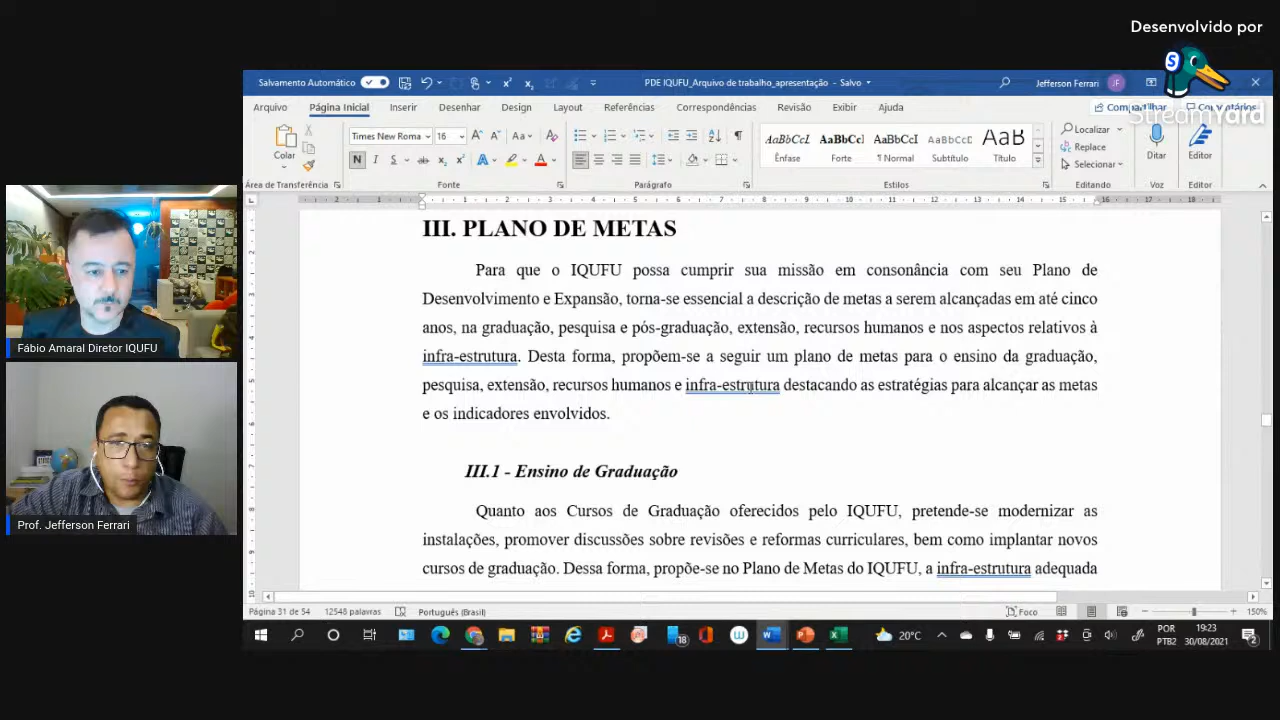 Desenvolvido por
StreamYard
Salvamento Automático
PDE IQUFU_Arquivo de trabalho_apresentação - Salvo
Jefferson Ferrari
JF
Arquivo Página Inicial Inserir Desenhar Design Layout Referências Correspondências Revisão Exibir Ajuda
Compartilhar
Colar
Times New Roma 16
AaBbCcI AaBbCcI AaBbCcI AaBbCcI AaB
Ênfase Forte ¶ Normal Subtítulo Título
Localizar
Replace
Selecionar
Ditar
Editor
Área de Transferência Fonte Parágrafo Estilos Editando Voz Editor
III. PLANO DE METAS
Para que o IQUFU possa cumprir sua missão em consonância com seu Plano de
Desenvolvimento e Expansão, torna-se essencial a descrição de metas a serem alcançadas em até cinco
anos, na graduação, pesquisa e pós-graduação, extensão, recursos humanos e nos aspectos relativos à
infra-estrutura. Desta forma, propõem-se a seguir um plano de metas para o ensino da graduação,
pesquisa, extensão, recursos humanos e infra-estrutura destacando as estratégias para alcançar as metas
e os indicadores envolvidos.
III.1 - Ensino de Graduação
Quanto aos Cursos de Graduação oferecidos pelo IQUFU, pretende-se modernizar as
instalações, promover discussões sobre revisões e reformas curriculares, bem como implantar novos
cursos de graduação. Dessa forma, propõe-se no Plano de Metas do IQUFU, a infra-estrutura adequada
Fábio Amaral Diretor IQUFU
Prof. Jefferson Ferrari
Página 31 de 54 12548 palavras Português (Brasil)
Foco
150%
18
20°C
POR
PTB2
19:23
30/08/2021
2